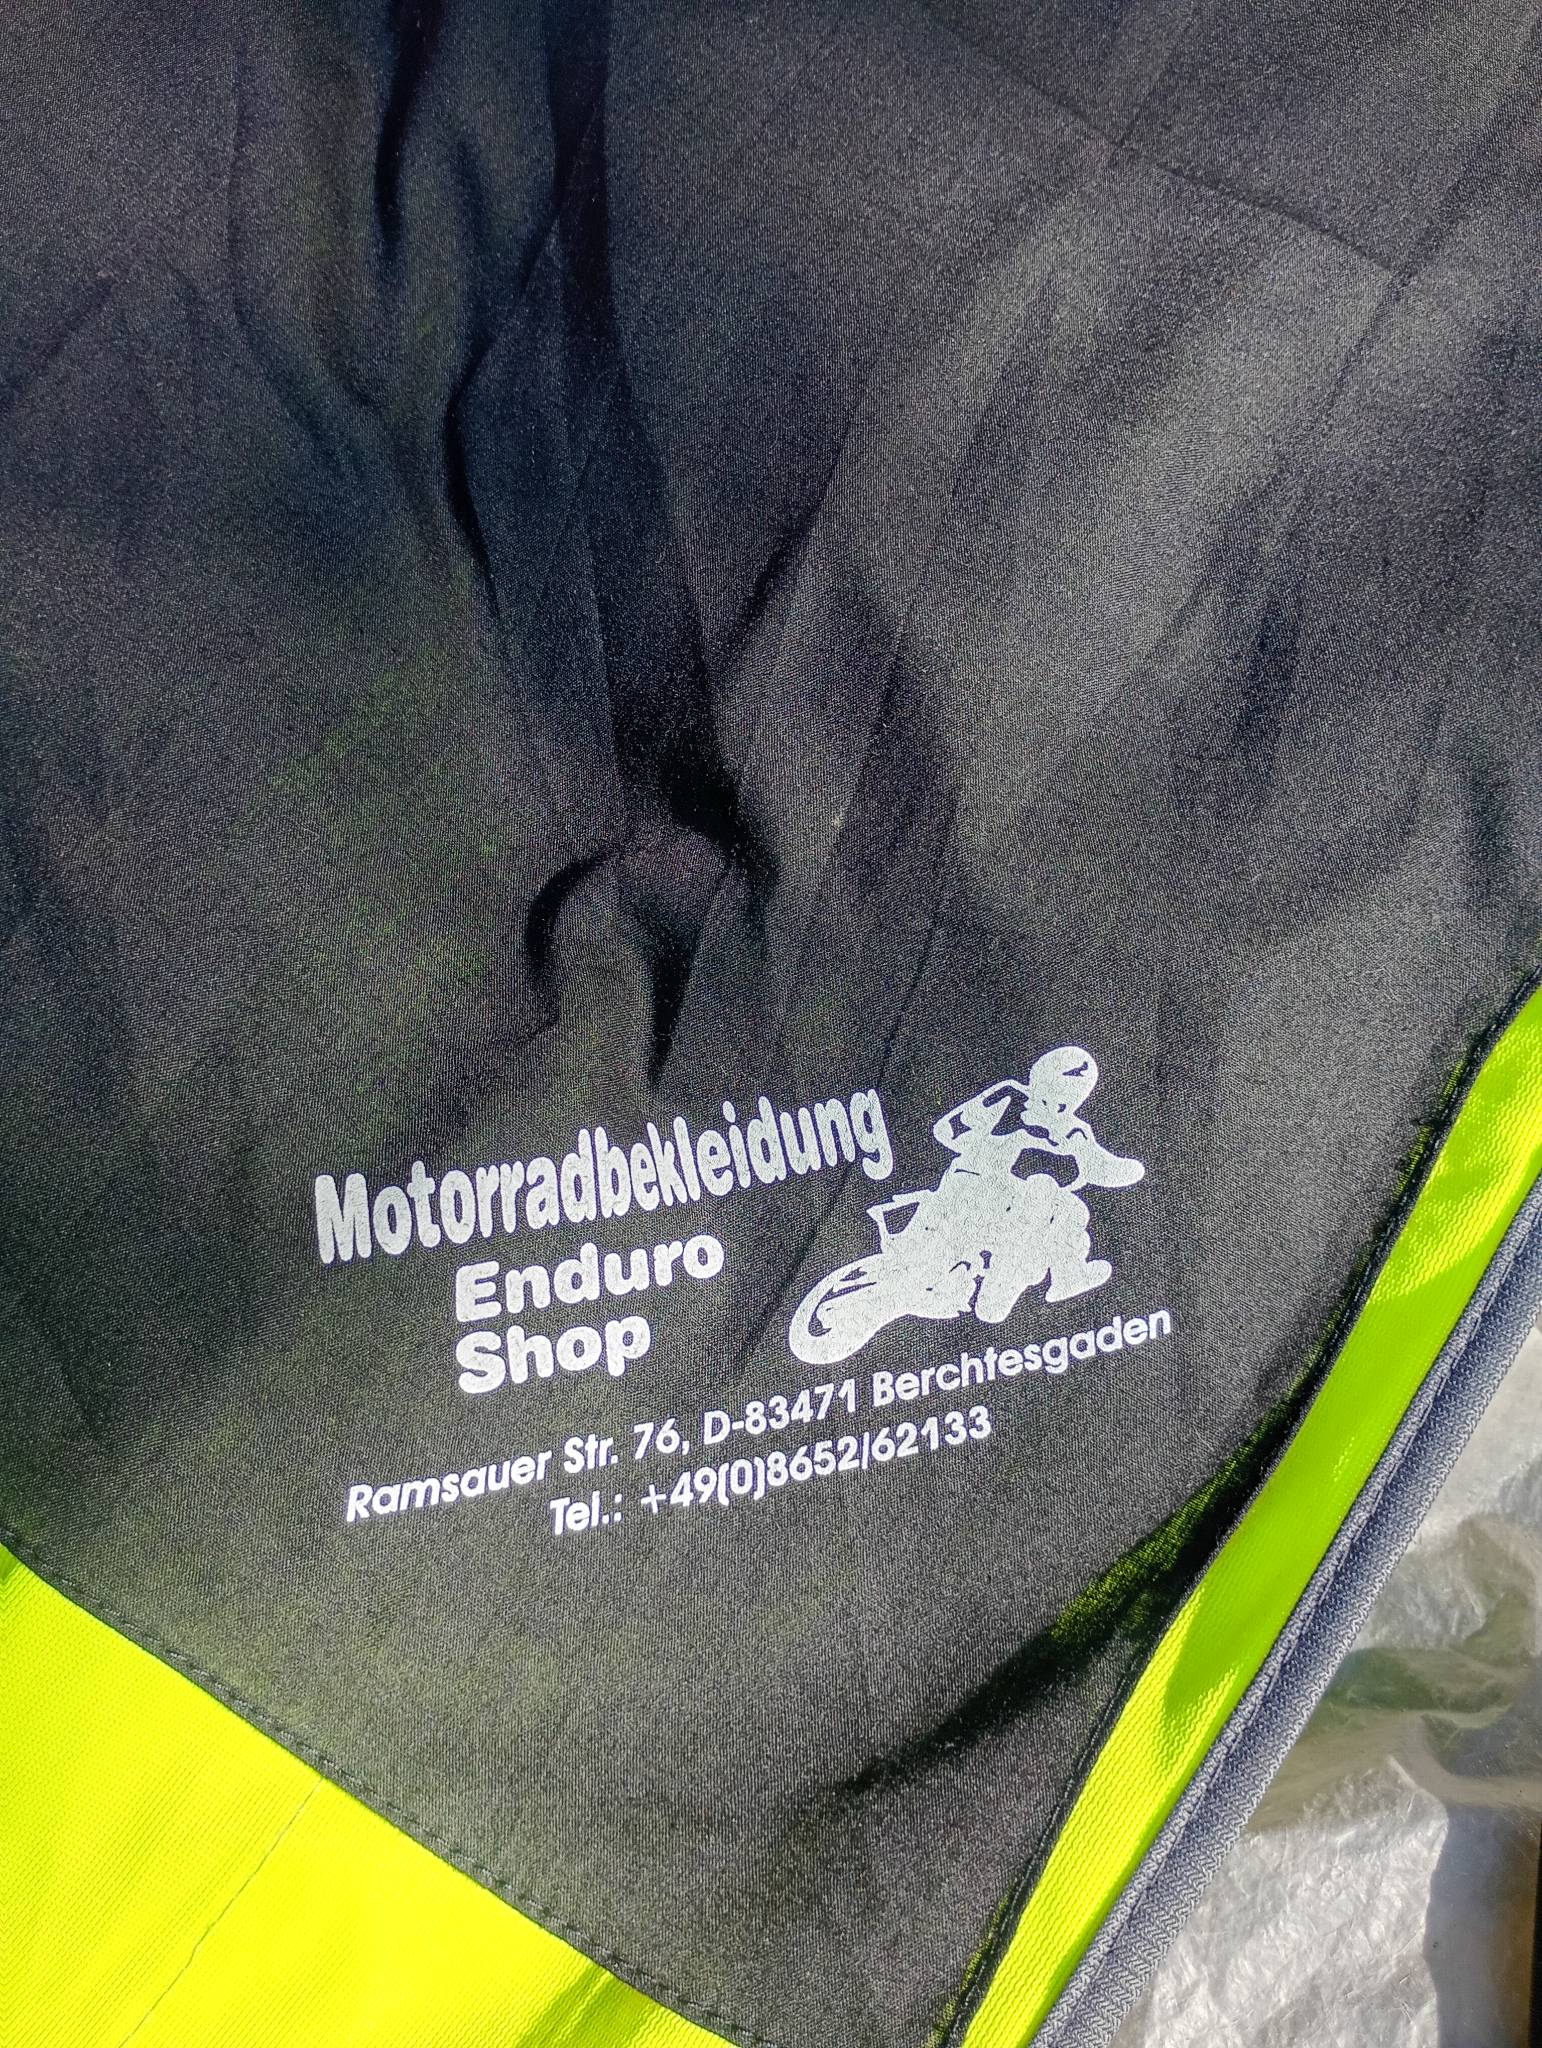 Motorradbekleidung
Enduro
Shop
Ramsauer Str. 76, D-83471 Berchtesgaden
Tel.: +49(0)8652/62133